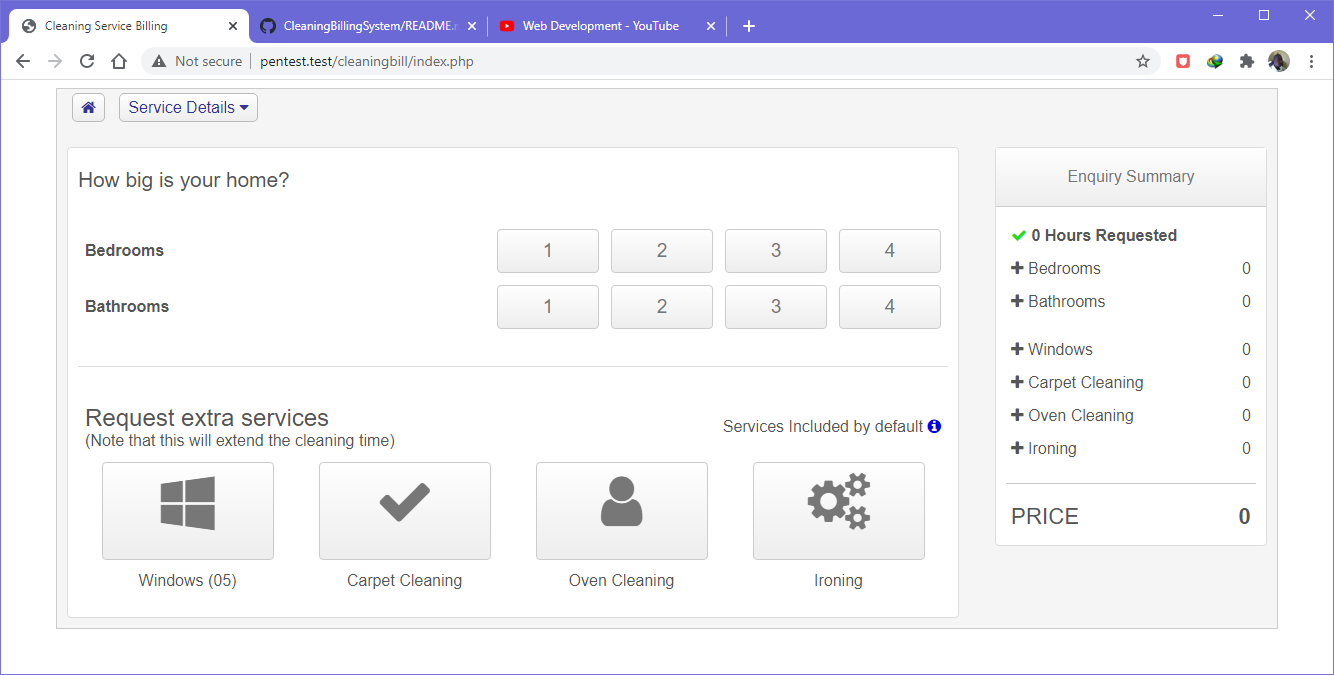 Cleaning Service Billing
CleaningBillingSystem/README.
Web Development - YouTube
Not secure
pentest.test/cleaningbill/index.php
Service Details
How big is your home?
Bedrooms 1 2 3 4
Bathrooms 1 2 3 4
Request extra services
(Note that this will extend the cleaning time)
Services Included by default
Windows (05)
Carpet Cleaning
Oven Cleaning
Ironing
Enquiry Summary
0 Hours Requested
Bedrooms 0
Bathrooms 0
Windows 0
Carpet Cleaning 0
Oven Cleaning 0
Ironing 0
PRICE 0